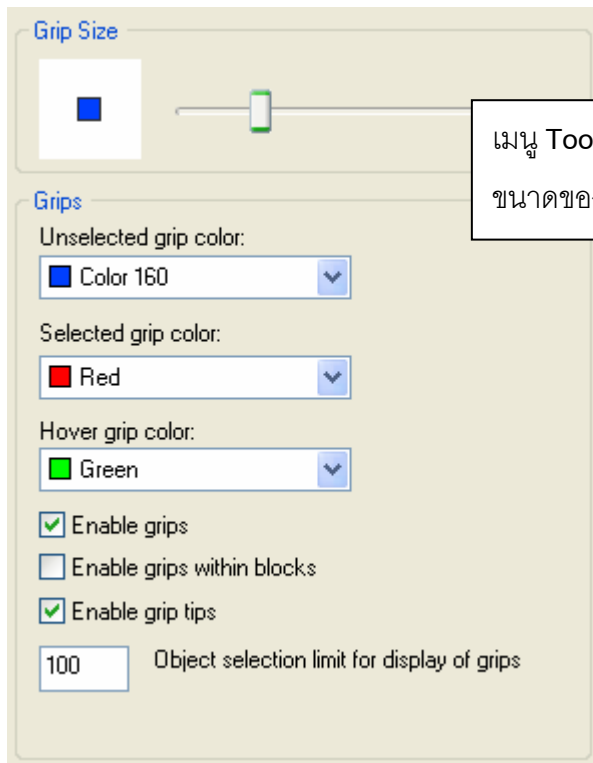 Grip Size
เมนู Too
ขนาดขอ
Grips
Unselected grip color:
Color 160
Selected grip color:
Red
Hover grip color:
Green
Enable grips
Enable grips within blocks
Enable grip tips
100 Object selection limit for display of grips